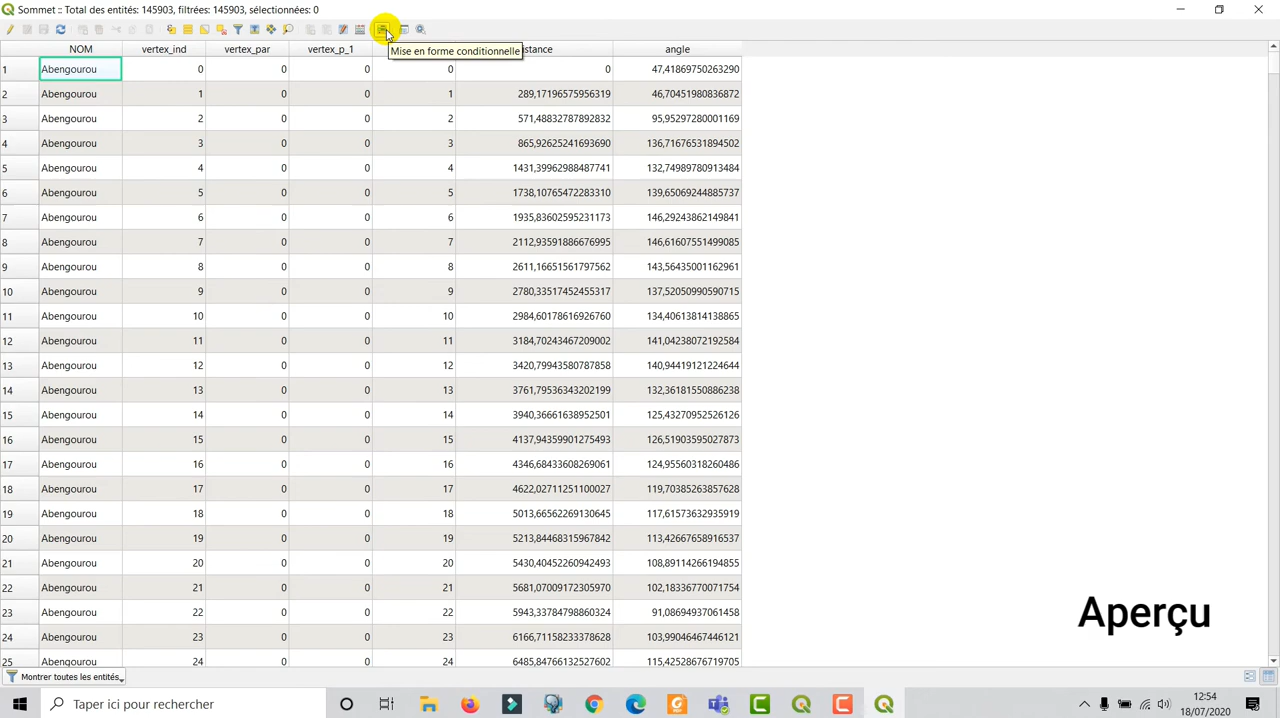 Sommet :: Total des entités: 145903, filtrées: 145903, sélectionnées: 0
Mise en forme conditionnelle
NOM vertex_ind vertex_par vertex_p_1 istance angle
1 Abengourou 0 0 0 0 0 47,41869750263290
2 Abengourou 1 0 0 1 289,17196575956319 46,70451980836872
3 Abengourou 2 0 0 2 571,48832787892832 95,95297280001169
4 Abengourou 3 0 0 3 865,92625241693690 136,71676531894502
5 Abengourou 4 0 0 4 1431,39962988487741 132,74989780913484
6 Abengourou 5 0 0 5 1738,10765472283310 139,65069244885737
7 Abengourou 6 0 0 6 1935,83602595231173 146,29243862149841
8 Abengourou 7 0 0 7 2112,93591886676995 146,61607551499085
9 Abengourou 8 0 0 8 2611,16651561797562 143,56435001162961
10 Abengourou 9 0 0 9 2780,33517452455317 137,52050990590715
11 Abengourou 10 0 0 10 2984,60178616926760 134,40613814138865
12 Abengourou 11 0 0 11 3184,70243467209002 141,04238072192584
13 Abengourou 12 0 0 12 3420,79943580787858 140,94419121224644
14 Abengourou 13 0 0 13 3761,79536343202199 132,36181550886238
15 Abengourou 14 0 0 14 3940,36661638952501 125,43270952526126
16 Abengourou 15 0 0 15 4137,94359901275493 126,51903595027873
17 Abengourou 16 0 0 16 4346,68433608269061 124,95560318260486
18 Abengourou 17 0 0 17 4622,02711251100027 119,70385263857628
19 Abengourou 18 0 0 18 5013,66562269130645 117,61573632935919
20 Abengourou 19 0 0 19 5213,84468315967842 113,42667658916537
21 Abengourou 20 0 0 20 5430,40452260942493 108,89114266194855
22 Abengourou 21 0 0 21 5681,07009172305970 102,18336770071754
23 Abengourou 22 0 0 22 5943,33784798860324 91,08694937061458
24 Abengourou 23 0 0 23 6166,71158233378628 103,99046467446121
25 Abengourou 24 0 0 24 6485,84766132527602 115,42528676719705
Aperçu
Montrer toutes les entités
Taper ici pour rechercher
12:54
18/07/2020